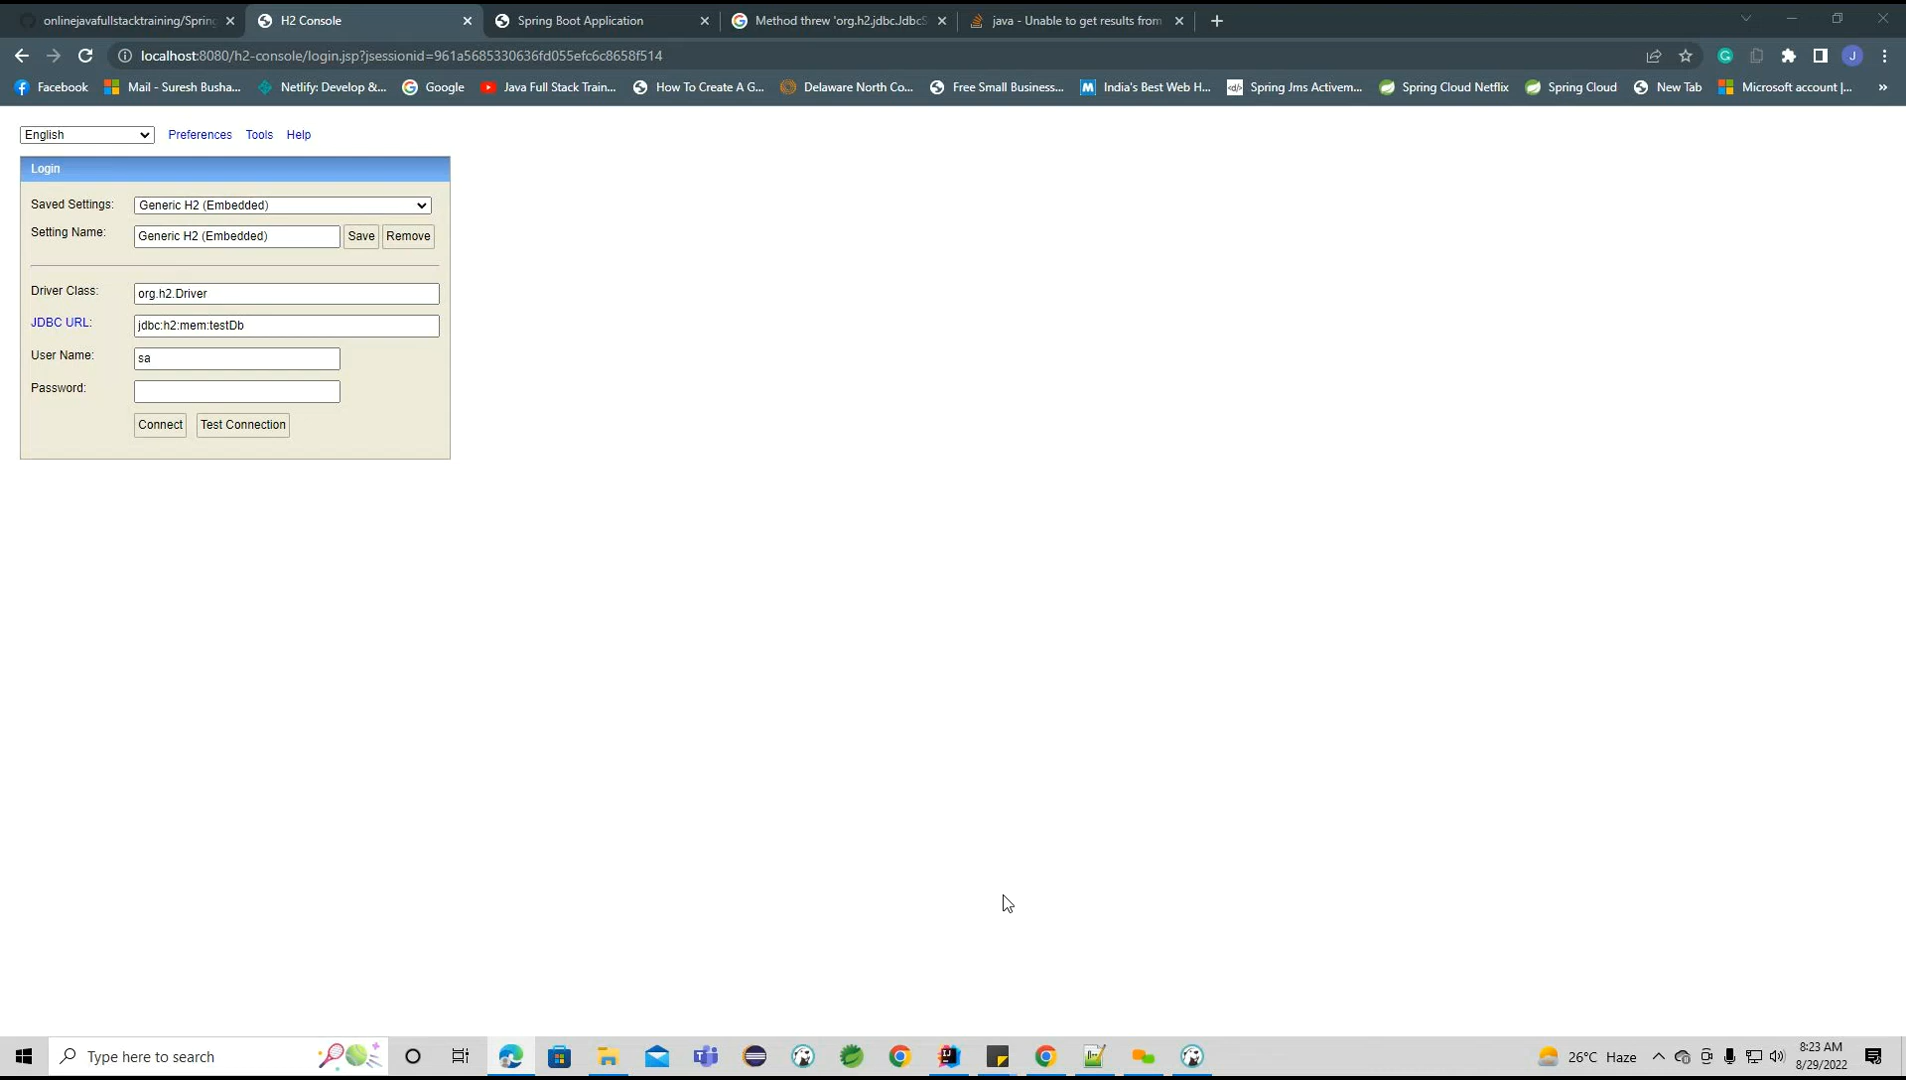 onlinejavafullstacktraining/Spring
H2 Console
Spring Boot Application
Method threw 'org.h2.jdbc.JdbcS
java - Unable to get results from
localhost:8080/h2-console/login.jsp?jsessionid=961a5685330636fd055efc6c8658f514
J
Facebook
Mail - Suresh Busha...
Netlify: Develop &...
Google
Java Full Stack Train...
How To Create A G...
Delaware North Co...
Free Small Business...
India's Best Web H...
Spring Jms Activem...
Spring Cloud Netflix
Spring Cloud
New Tab
Microsoft account |...
»
English
Preferences
Tools
Help
Login
Saved Settings:
Generic H2 (Embedded)
Setting Name:
Generic H2 (Embedded)
Save
Remove
Driver Class:
org.h2.Driver
JDBC URL:
jdbc:h2:mem:testDb
User Name:
sa
Password:
Connect
Test Connection
Type here to search
26°C Haze
8:23 AM
8/29/2022